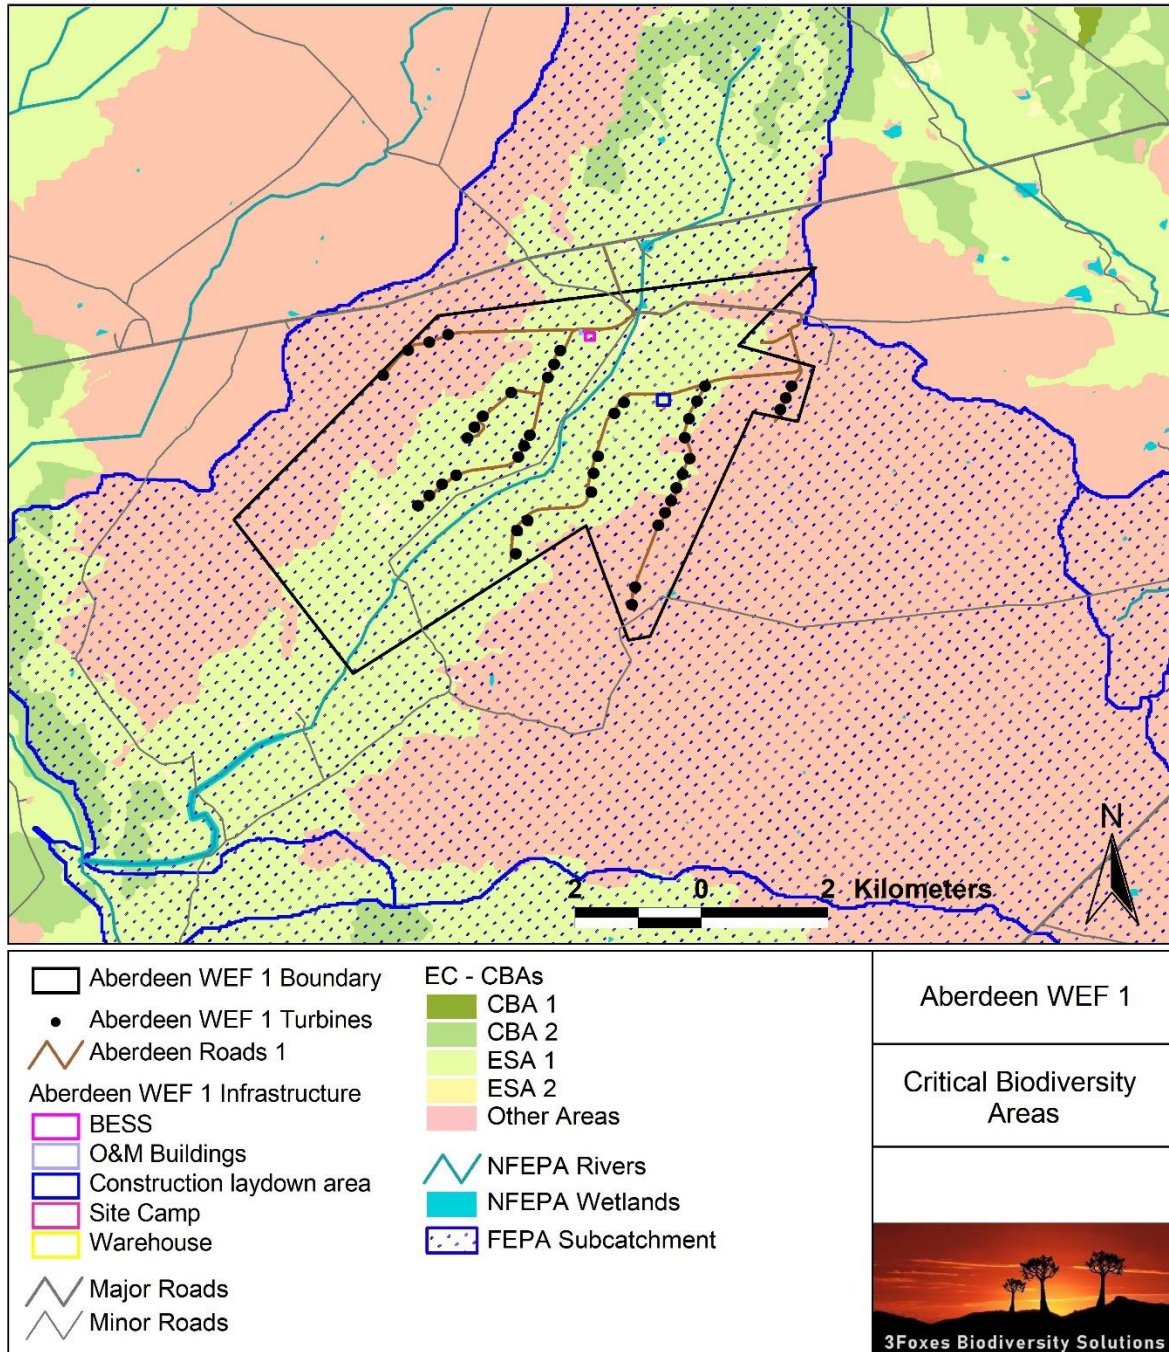 N
2 0 2 Kilometers
Aberdeen WEF 1 Boundary
Aberdeen WEF 1 Turbines
Aberdeen Roads 1
Aberdeen WEF 1 Infrastructure
BESS
O&M Buildings
Construction laydown area
Site Camp
Warehouse
Major Roads
Minor Roads
EC - CBAs
CBA 1
CBA 2
ESA 1
ESA 2
Other Areas
NFEPA Rivers
NFEPA Wetlands
FEPA Subcatchment
Aberdeen WEF 1
Critical Biodiversity
Areas
3Foxes Biodiversity Solutions